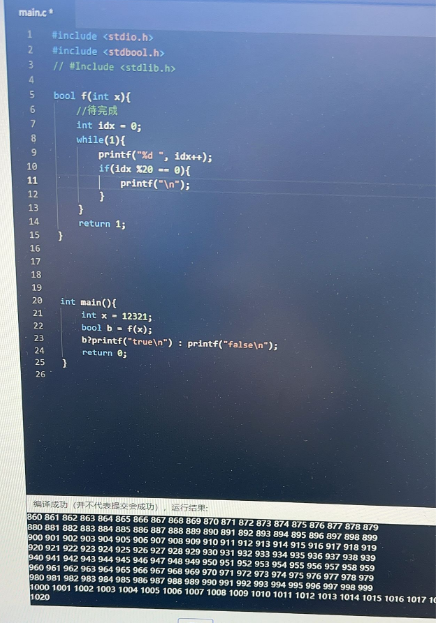 main.c *
1 #include <stdio.h>
2 #include <stdbool.h>
3 // #Include <stdlib.h>
4
5 bool f(int x){
6 //待完成
7 int idx = 0;
8 while(1){
9 printf("%d ", idx++);
10 if(idx %20 == 0){
11 printf("\n");
12 }
13 }
14 return 1;
15 }
16
17
18
19
20 int main(){
21 int x = 12321;
22 bool b = f(x);
23 b?printf("true\n") : printf("false\n");
24 return 0;
25 }
26
编译成功（并不代表提交会成功），运行结果:
860 861 862 863 864 865 866 867 868 869 870 871 872 873 874 875 876 877 878 879
880 881 882 883 884 885 886 887 888 889 890 891 892 893 894 895 896 897 898 899
900 901 902 903 904 905 906 907 908 909 910 911 912 913 914 915 916 917 918 919
920 921 922 923 924 925 926 927 928 929 930 931 932 933 934 935 936 937 938 939
940 941 942 943 944 945 946 947 948 949 950 951 952 953 954 955 956 957 958 959
960 961 962 963 964 965 966 967 968 969 970 971 972 973 974 975 976 977 978 979
980 981 982 983 984 985 986 987 988 989 990 991 992 993 994 995 996 997 998 999
1000 1001 1002 1003 1004 1005 1006 1007 1008 1009 1010 1011 1012 1013 1014 1015 1016 1017
1020